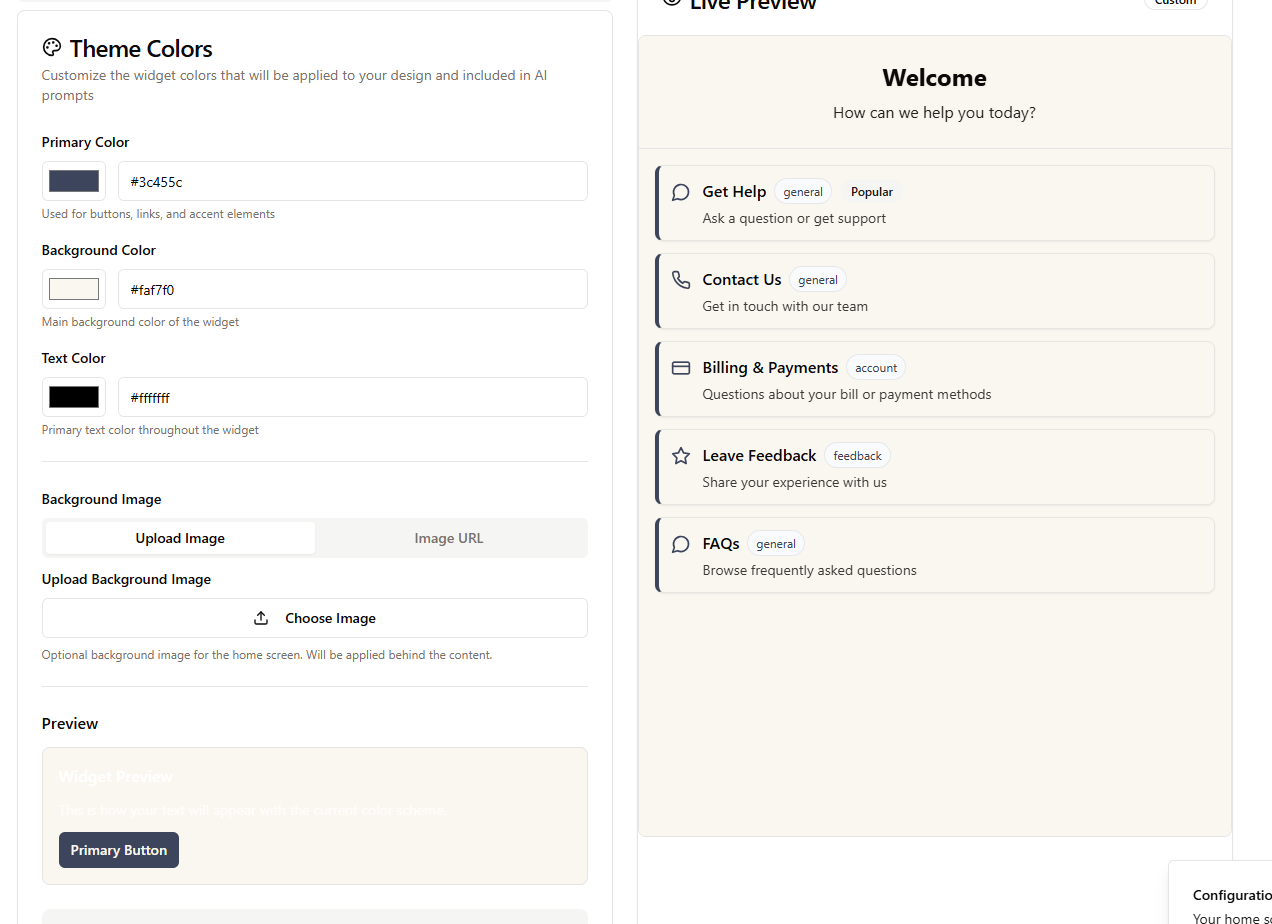 Theme Colors
Customize the widget colors that will be applied to your design and included in AI
prompts
Primary Color
#3c455c
Used for buttons, links, and accent elements
Background Color
#faf7f0
Main background color of the widget
Text Color
#ffffff
Primary text color throughout the widget
Background Image
Upload Image
Image URL
Upload Background Image
Choose Image
Optional background image for the home screen. Will be applied behind the content.
Preview
Widget Preview
This is how your text will appear with the current color scheme.
Primary Button
Live Preview
Custom
Welcome
How can we help you today?
Get Help general Popular
Ask a question or get support
Contact Us general
Get in touch with our team
Billing & Payments account
Questions about your bill or payment methods
Leave Feedback feedback
Share your experience with us
FAQs general
Browse frequently asked questions
Configuratio
Your home s